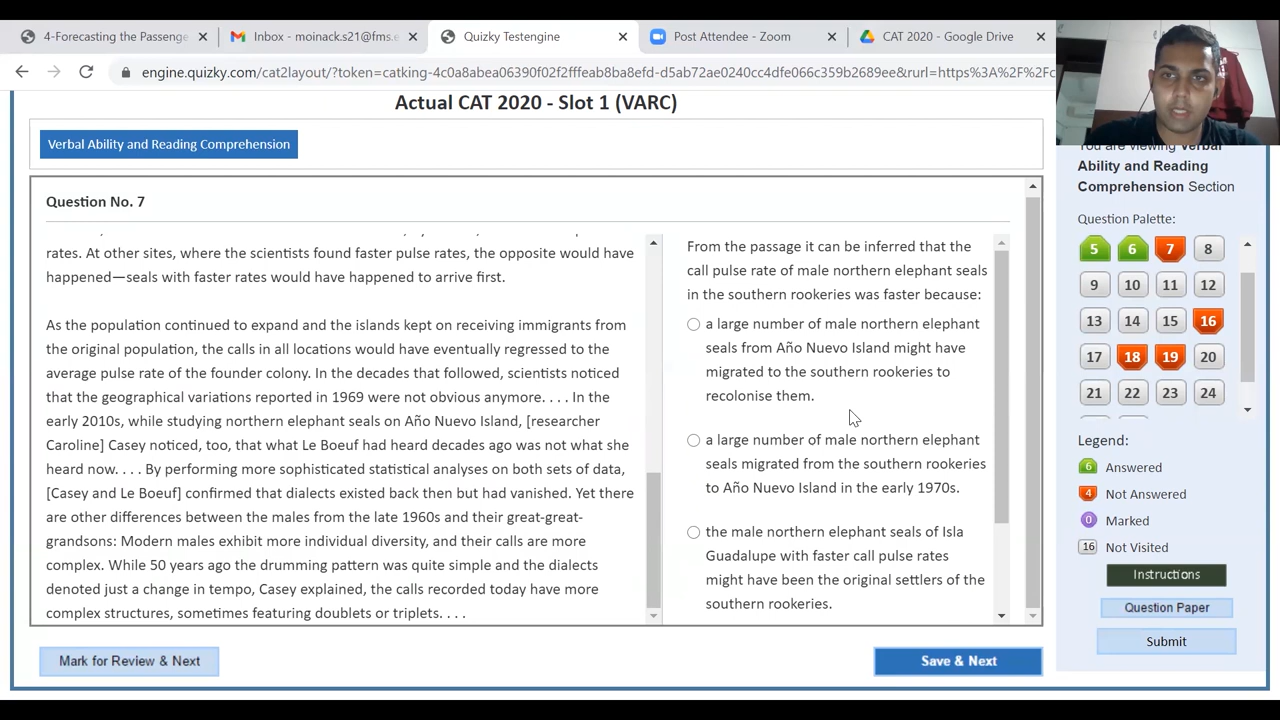 4-Forecasting the Passenge
Inbox - moinack.s21@fms.e
Quizky Testengine
Post Attendee - Zoom
CAT 2020 - Google Drive
engine.quizky.com/cat2layout/?token=catking-4c0a8abea06390f02f2fffeab8ba8efd-d5ab72ae0240cc4dfe066c359b2689ee&rurl=https%3A%2F%2Fc
Actual CAT 2020 - Slot 1 (VARC)
Verbal Ability and Reading Comprehension
Question No. 7
rates. At other sites, where the scientists found faster pulse rates, the opposite would have
happened—seals with faster rates would have happened to arrive first.
As the population continued to expand and the islands kept on receiving immigrants from
the original population, the calls in all locations would have eventually regressed to the
average pulse rate of the founder colony. In the decades that followed, scientists noticed
that the geographical variations reported in 1969 were not obvious anymore. . . . In the
early 2010s, while studying northern elephant seals on Año Nuevo Island, [researcher
Caroline] Casey noticed, too, that what Le Boeuf had heard decades ago was not what she
heard now. . . . By performing more sophisticated statistical analyses on both sets of data,
[Casey and Le Boeuf] confirmed that dialects existed back then but had vanished. Yet there
are other differences between the males from the late 1960s and their great-great-
grandsons: Modern males exhibit more individual diversity, and their calls are more
complex. While 50 years ago the drumming pattern was quite simple and the dialects
denoted just a change in tempo, Casey explained, the calls recorded today have more
complex structures, sometimes featuring doublets or triplets. . . .
From the passage it can be inferred that the
call pulse rate of male northern elephant seals
in the southern rookeries was faster because:
a large number of male northern elephant
seals from Año Nuevo Island might have
migrated to the southern rookeries to
recolonise them.
a large number of male northern elephant
seals migrated from the southern rookeries
to Año Nuevo Island in the early 1970s.
the male northern elephant seals of Isla
Guadalupe with faster call pulse rates
might have been the original settlers of the
southern rookeries.
Mark for Review & Next
Save & Next
You are viewing Verbal
Ability and Reading
Comprehension Section
Question Palette:
5 6 7 8
9 10 11 12
13 14 15 16
17 18 19 20
21 22 23 24
Legend:
6 Answered
4 Not Answered
0 Marked
16 Not Visited
Instructions
Question Paper
Submit